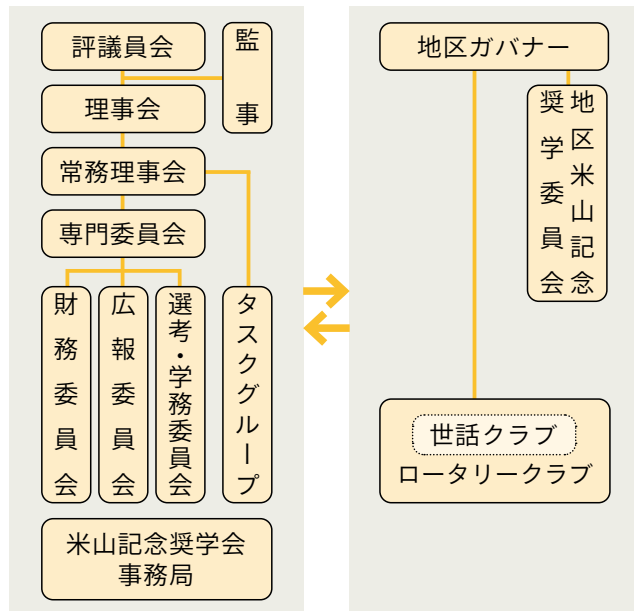 評議員会
監事
理事会
常務理事会
専門委員会
財務委員会
広報委員会
選考・学務委員会
タスクグループ
米山記念奨学会
事務局
地区ガバナー
地区米山記念
奨学委員会
世話クラブ
ロータリークラブ